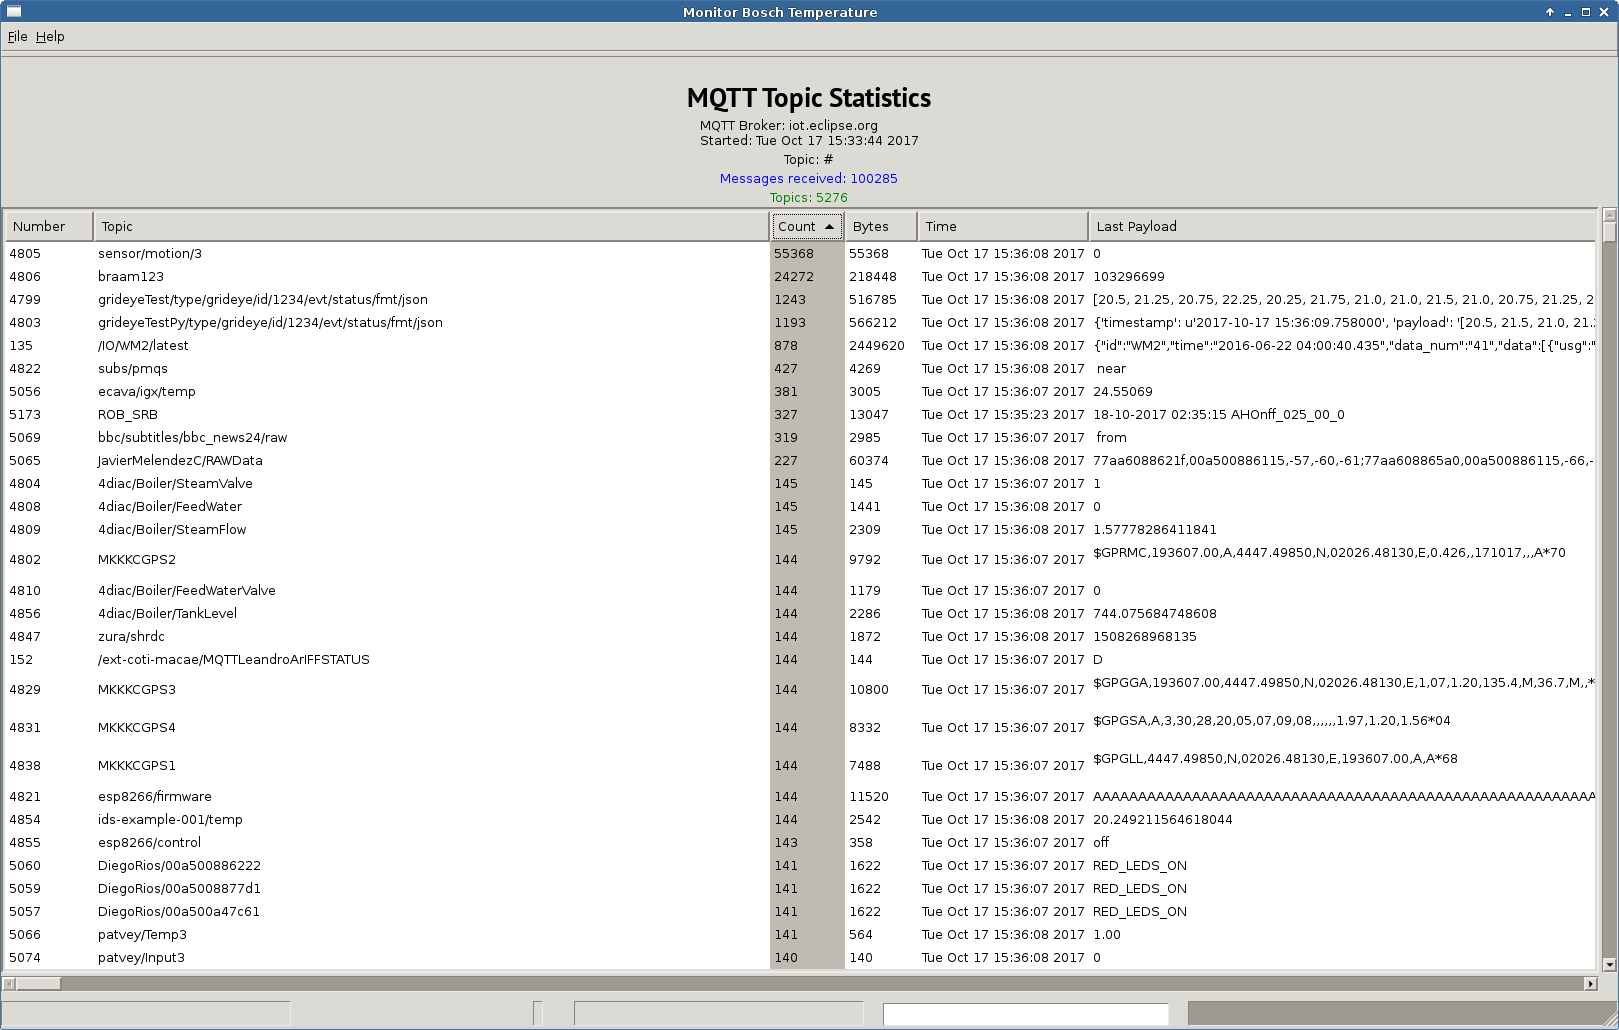 Monitor Bosch Temperature
File Help
MQTT Topic Statistics
MQTT Broker: iot.eclipse.org
Started: Tue Oct 17 15:33:44 2017
Topic: #
Messages received: 100285
Topics: 5276
Number Topic Count Bytes Time Last Payload
4805 sensor/motion/3 55368 55368 Tue Oct 17 15:36:08 2017 0
4806 braam123 24272 218448 Tue Oct 17 15:36:08 2017 103296699
4799 grideyeTest/type/grideye/id/1234/evt/status/fmt/json 1243 516785 Tue Oct 17 15:36:08 2017 [20.5, 21.25, 20.75, 22.25, 20.25, 21.75, 21.0, 21.0, 21.5, 21.0, 20.75, 21.25, 2
4803 grideyeTestPy/type/grideye/id/1234/evt/status/fmt/json 1193 566212 Tue Oct 17 15:36:08 2017 {'timestamp': u'2017-10-17 15:36:09.758000', 'payload': '[20.5, 21.5, 21.0, 21.
135 /IO/WM2/latest 878 2449620 Tue Oct 17 15:36:08 2017 {"id":"WM2","time":"2016-06-22 04:00:40.435","data_num":"41","data":[{"usg":"
4822 subs/pmqs 427 4269 Tue Oct 17 15:36:08 2017 near
5056 ecava/igx/temp 381 3005 Tue Oct 17 15:36:07 2017 24.55069
5173 ROB_SRB 327 13047 Tue Oct 17 15:35:23 2017 18-10-2017 02:35:15 AHOnff_025_00_0
5069 bbc/subtitles/bbc_news24/raw 319 2985 Tue Oct 17 15:36:07 2017 from
5065 JavierMelendezC/RAWData 227 60374 Tue Oct 17 15:36:08 2017 77aa6088621f,00a500886115,-57,-60,-61;77aa608865a0,00a500886115,-66,-
4804 4diac/Boiler/SteamValve 145 145 Tue Oct 17 15:36:07 2017 1
4808 4diac/Boiler/FeedWater 145 1441 Tue Oct 17 15:36:08 2017 0
4809 4diac/Boiler/SteamFlow 145 2309 Tue Oct 17 15:36:08 2017 1.57778286411841
4802 MKKKCGPS2 144 9792 Tue Oct 17 15:36:07 2017 $GPRMC,193607.00,A,4447.49850,N,02026.48130,E,0.426,,171017,,,A*70
4810 4diac/Boiler/FeedWaterValve 144 1179 Tue Oct 17 15:36:07 2017 0
4856 4diac/Boiler/TankLevel 144 2286 Tue Oct 17 15:36:08 2017 744.075684748608
4847 zura/shrdc 144 1872 Tue Oct 17 15:36:08 2017 1508268968135
152 /ext-coti-macae/MQTTLeandroArIFFSTATUS 144 144 Tue Oct 17 15:36:07 2017 D
4829 MKKKCGPS3 144 10800 Tue Oct 17 15:36:07 2017 $GPGGA,193607.00,4447.49850,N,02026.48130,E,1,07,1.20,135.4,M,36.7,M,,*
4831 MKKKCGPS4 144 8332 Tue Oct 17 15:36:07 2017 $GPGSA,A,3,30,28,20,05,07,09,08,,,,,,1.97,1.20,1.56*04
4838 MKKKCGPS1 144 7488 Tue Oct 17 15:36:07 2017 $GPGLL,4447.49850,N,02026.48130,E,193607.00,A,A*68
4821 esp8266/firmware 144 11520 Tue Oct 17 15:36:07 2017 AAAAAAAAAAAAAAAAAAAAAAAAAAAAAAAAAAAAAAAAAAAAAAAAAAAAAAAA
4854 ids-example-001/temp 144 2542 Tue Oct 17 15:36:07 2017 20.249211564618044
4855 esp8266/control 143 358 Tue Oct 17 15:36:07 2017 off
5060 DiegoRios/00a500886222 141 1622 Tue Oct 17 15:36:07 2017 RED_LEDS_ON
5059 DiegoRios/00a5008877d1 141 1622 Tue Oct 17 15:36:07 2017 RED_LEDS_ON
5057 DiegoRios/00a500a47c61 141 1622 Tue Oct 17 15:36:07 2017 RED_LEDS_ON
5066 patvey/Temp3 141 564 Tue Oct 17 15:36:08 2017 1.00
5074 patvey/Input3 140 140 Tue Oct 17 15:36:08 2017 0